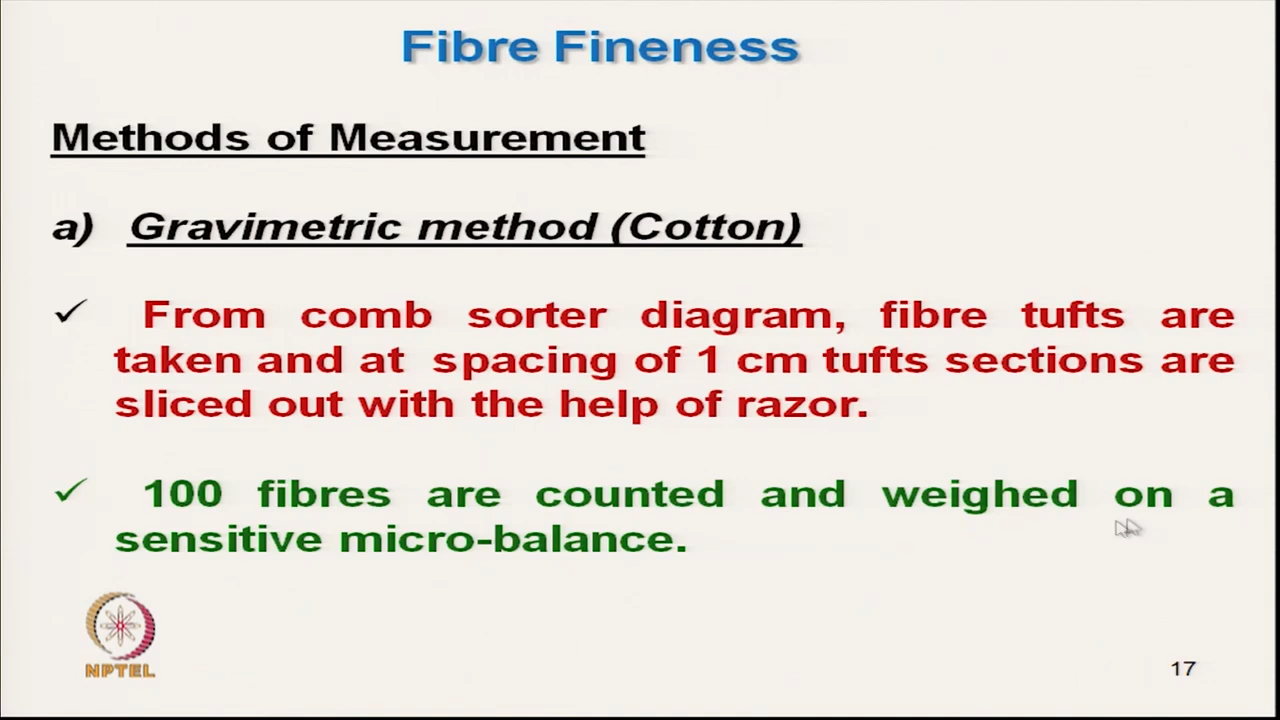 Fibre Fineness
Methods of Measurement
a) Gravimetric method (Cotton)
✓ From comb sorter diagram, fibre tufts are
taken and at spacing of 1 cm tufts sections are
sliced out with the help of razor.
✓ 100 fibres are counted and weighed on a
sensitive micro-balance.
NPTEL
17